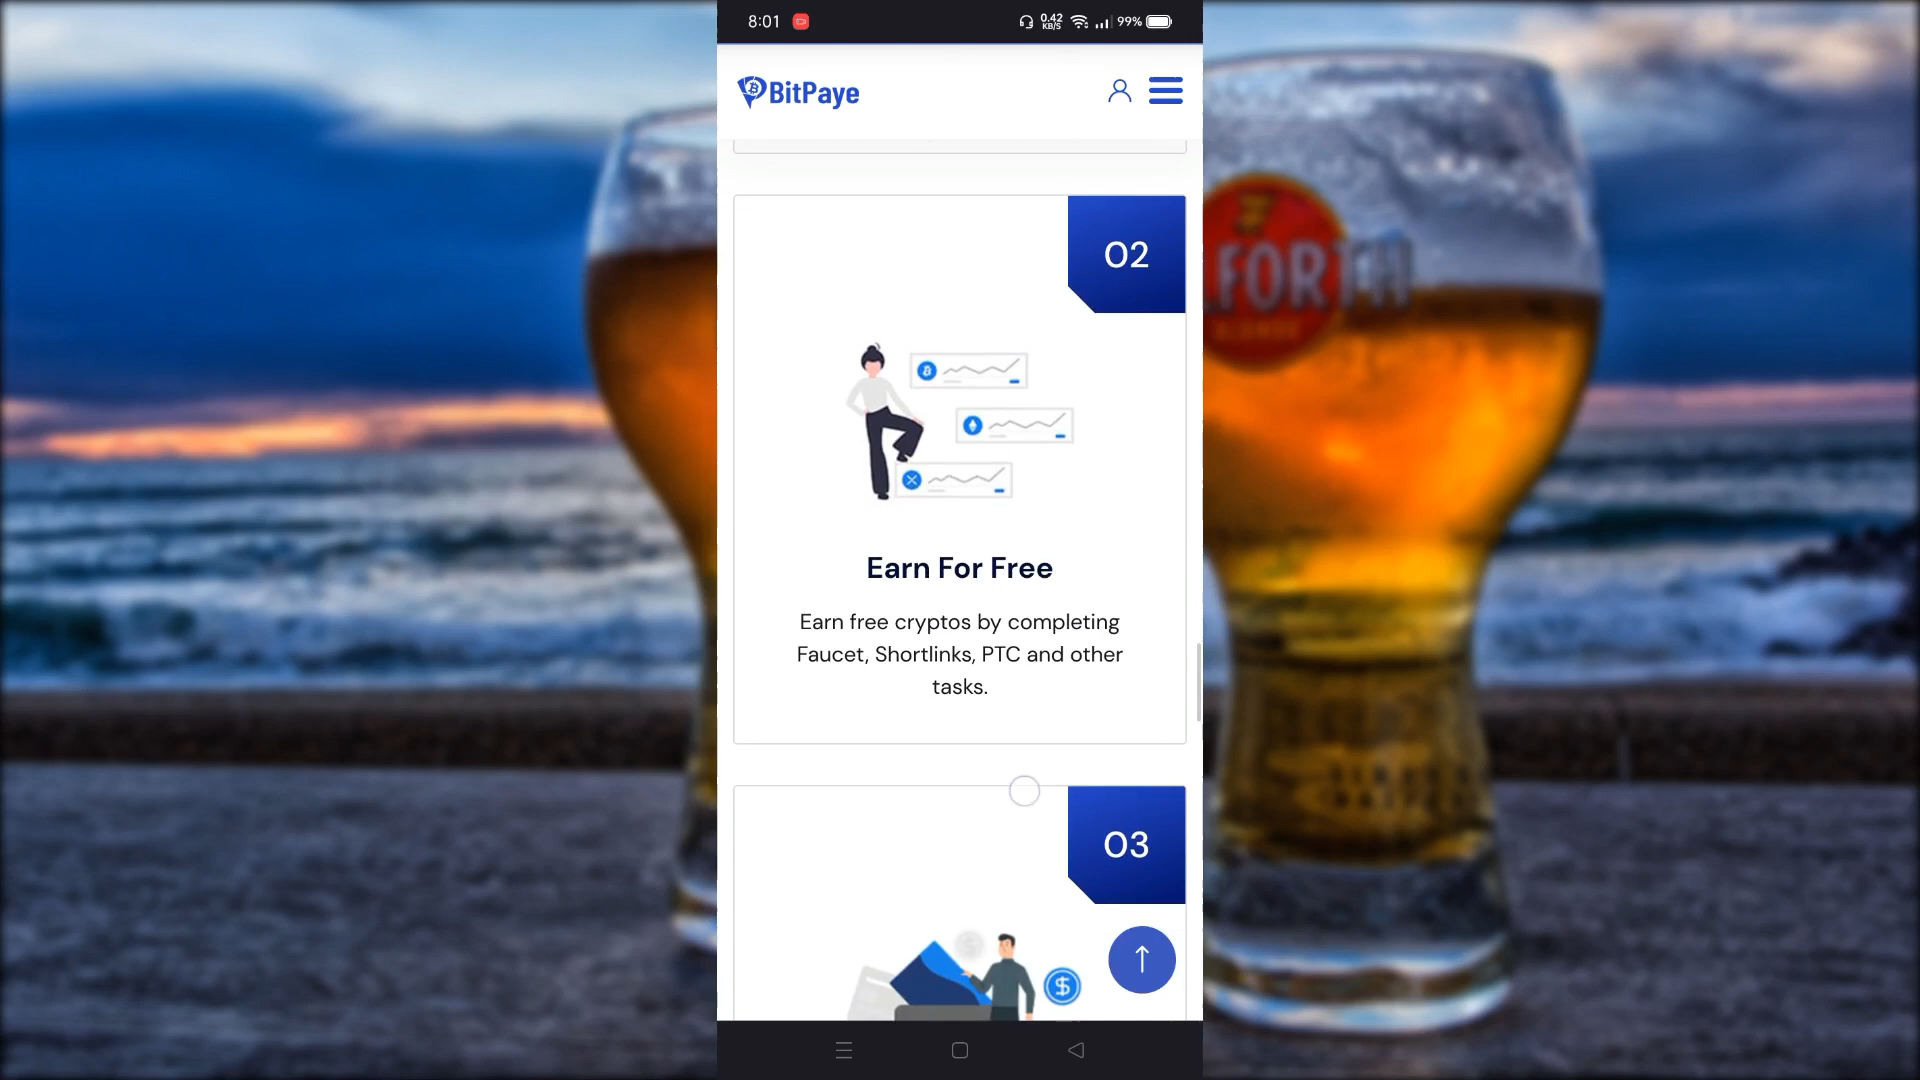 8:01
0.42
KB/S
99%
BitPaye
02
Earn For Free
Earn free cryptos by completing
Faucet, Shortlinks, PTC and other
tasks.
03
FORTH